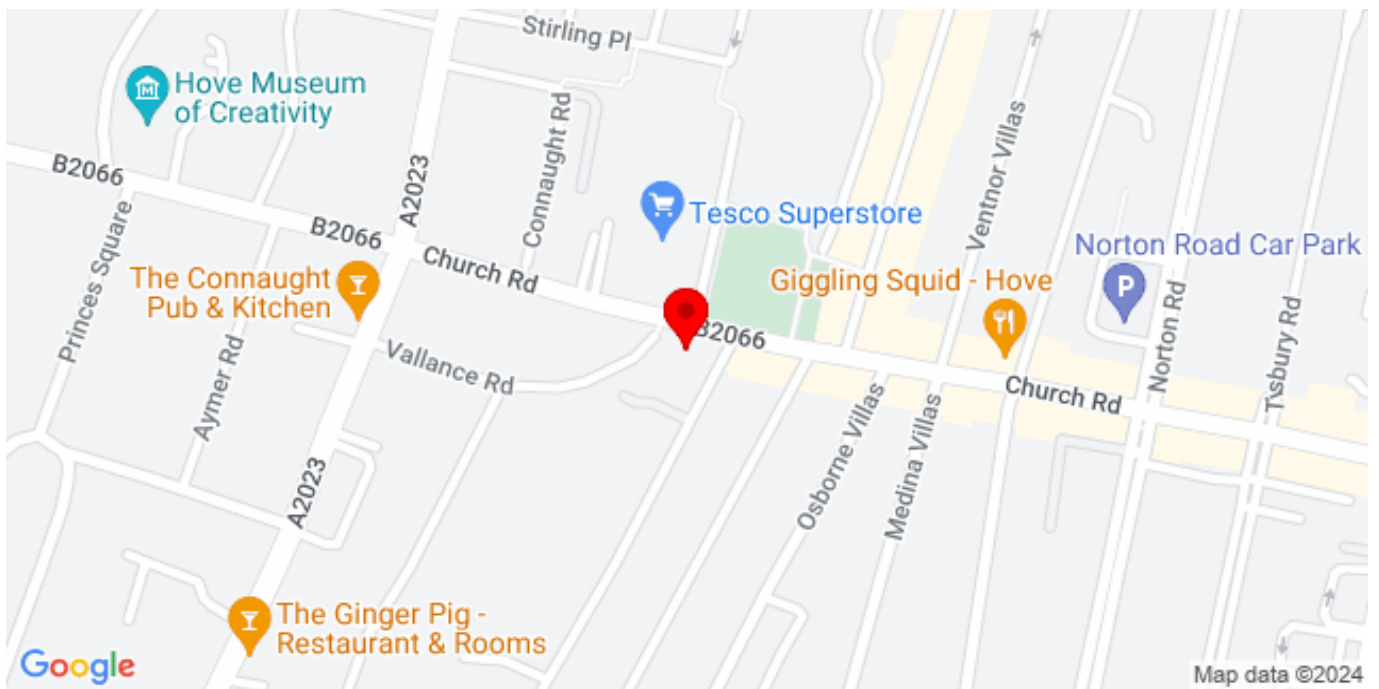 Stirling Pl
Hove Museum
of Creativity
Connaught Rd
A2023
B2066
Ventnor Villas
Tesco Superstore
B2066
Princes Square
Church Rd
Norton Road Car Park
The Connaught
Pub & Kitchen
Giggling Squid - Hove
P
B2066
Norton Rd
Aymer Rd
Vallance Rd
Church Rd
Osborne Villas
Medina Villas
A2023
The Ginger Pig -
Restaurant & Rooms
Google
Map data ©2024